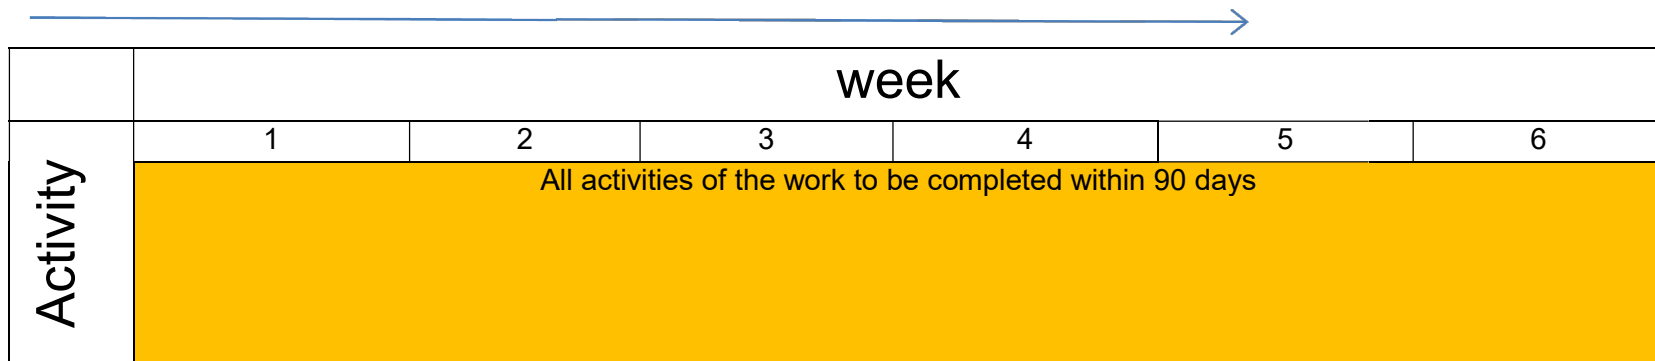 week
1 2 3 4 5 6
Activity
All activities of the work to be completed within 90 days